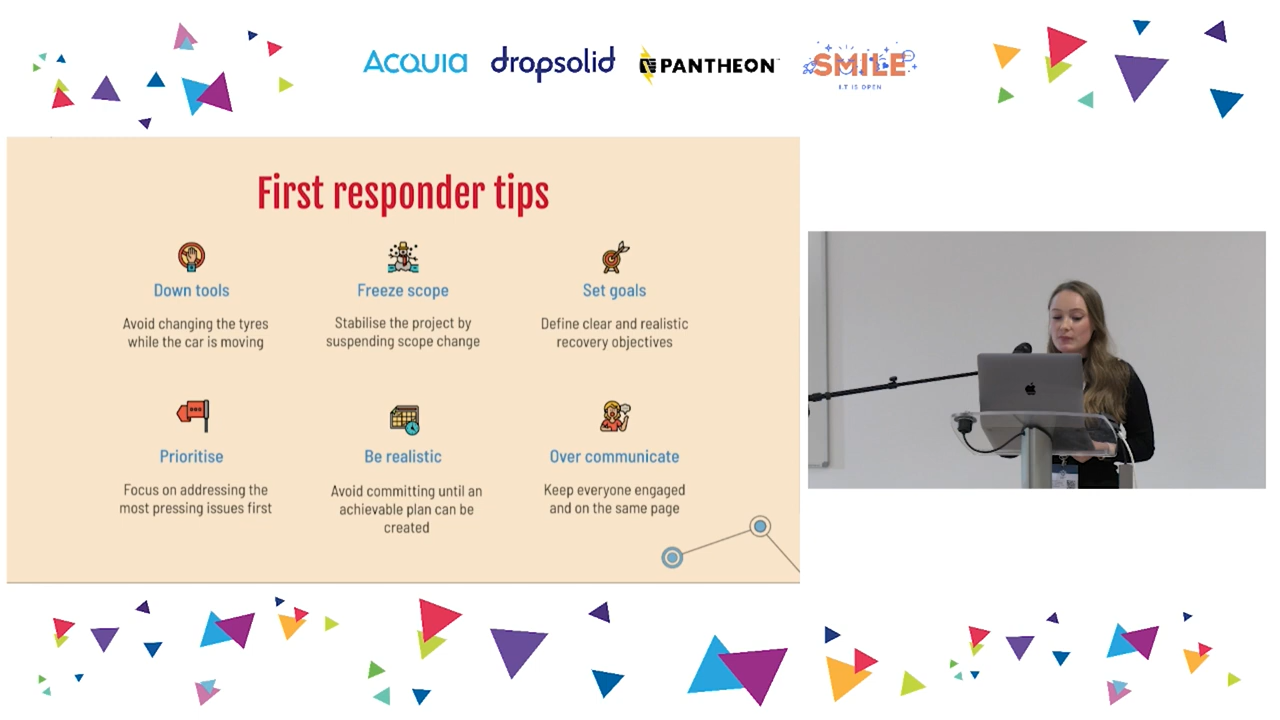 Acquia
dropsolid
PANTHEON
SMILE
I.T IS OPEN
First responder tips
Down tools
Avoid changing the tyres
while the car is moving
Freeze scope
Stabilise the project by
suspending scope change
Set goals
Define clear and realistic
recovery objectives
Prioritise
Focus on addressing the
most pressing issues first
Be realistic
Avoid committing until an
achievable plan can be
created
Over communicate
Keep everyone engaged
and on the same page